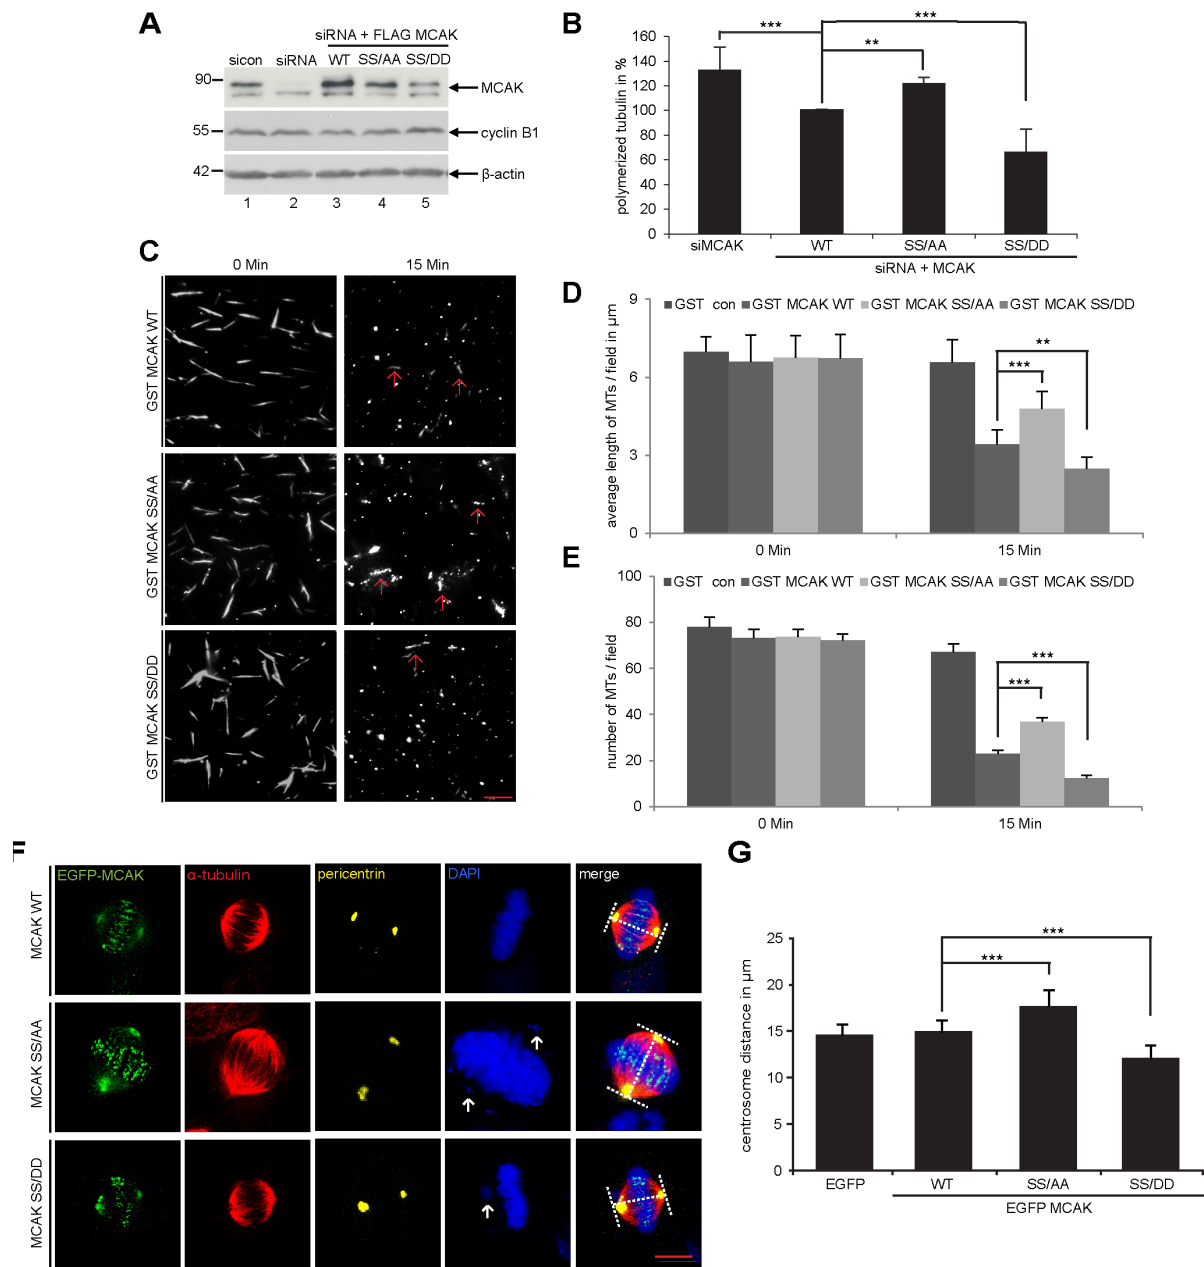 A
siRNA + FLAG MCAK
sicon siRNA WT SS/AA SS/DD
90
MCAK
55
cyclin B1
42
β-actin
1 2 3 4 5
B
polymerized tubulin in %
160
140
120
100
80
60
40
20
0
***
***
**
siMCAK WT SS/AA SS/DD
siRNA + MCAK
C
0 Min 15 Min
GST MCAK WT
GST MCAK SS/AA
GST MCAK SS/DD
D
average length of MTs / field in µm
9
6
3
0
GST con GST MCAK WT GST MCAK SS/AA GST MCAK SS/DD
**
***
0 Min 15 Min
E
number of MTs / field
100
80
60
40
20
0
GST con GST MCAK WT GST MCAK SS/AA GST MCAK SS/DD
***
***
0 Min 15 Min
F
EGFP-MCAK α-tubulin pericentrin DAPI merge
MCAK WT
MCAK SS/AA
MCAK SS/DD
G
centrosome distance in µm
25
20
15
10
5
0
***
***
EGFP WT SS/AA SS/DD
EGFP MCAK